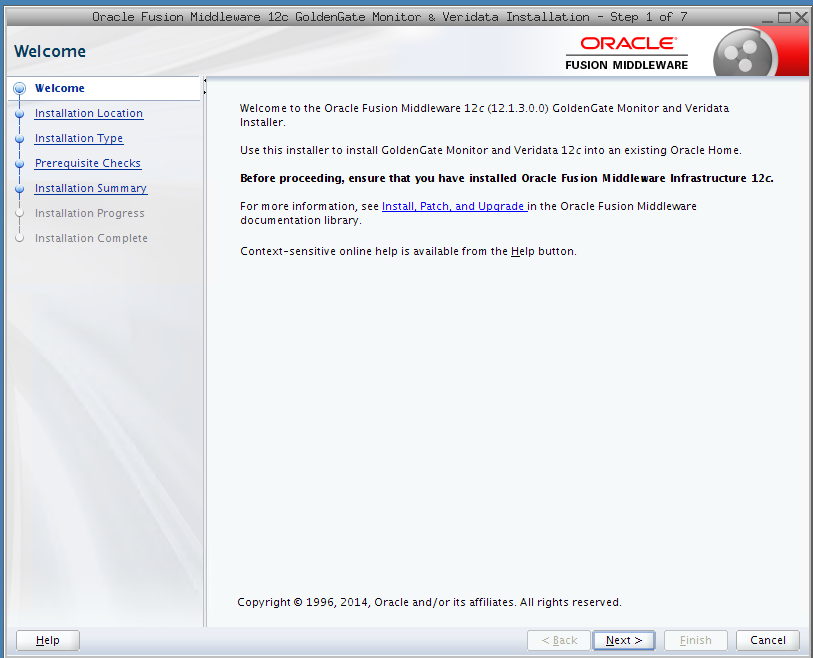 Oracle Fusion Middleware 12c GoldenGate Monitor & Veridata Installation - Step 1 of 7
Welcome
ORACLE
FUSION MIDDLEWARE
Welcome
Installation Location
Installation Type
Prerequisite Checks
Installation Summary
Installation Progress
Installation Complete
Welcome to the Oracle Fusion Middleware 12c (12.1.3.0.0) GoldenGate Monitor and Veridata
Installer.
Use this installer to install GoldenGate Monitor and Veridata 12c into an existing Oracle Home.
Before proceeding, ensure that you have installed Oracle Fusion Middleware Infrastructure 12c.
For more information, see Install, Patch, and Upgrade in the Oracle Fusion Middleware
documentation library.
Context-sensitive online help is available from the Help button.
Copyright © 1996, 2014, Oracle and/or its affiliates. All rights reserved.
Help
< Back
Next >
Finish
Cancel